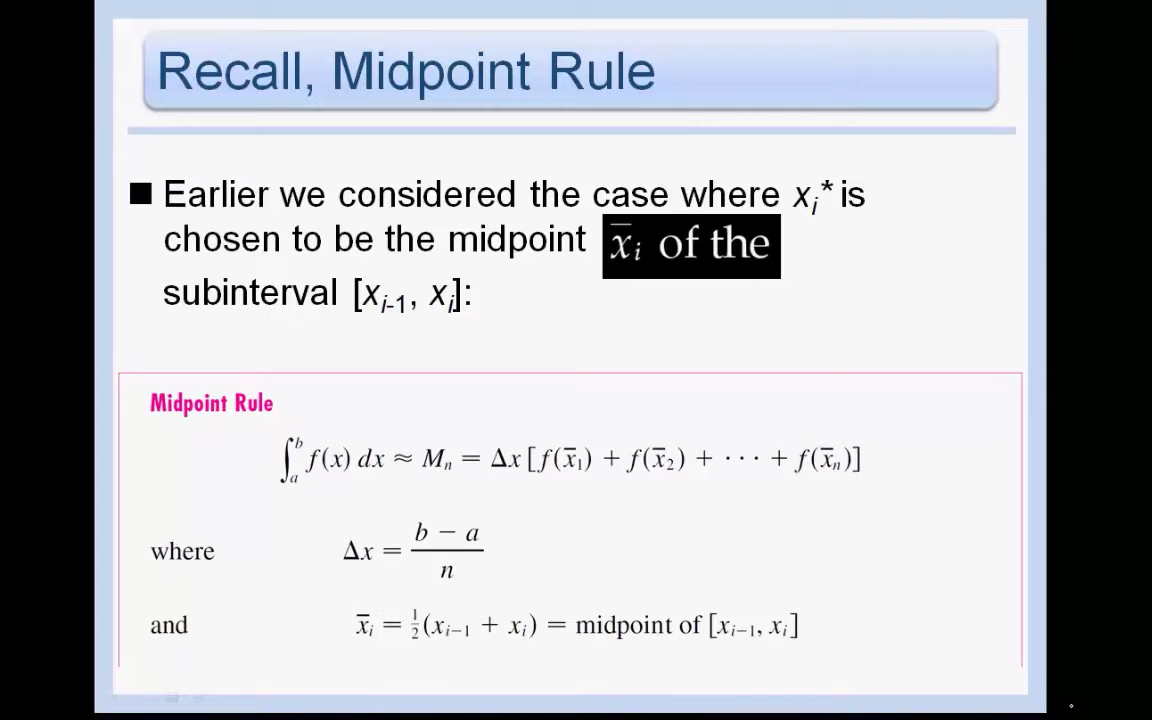 Recall, Midpoint Rule
■ Earlier we considered the case where xᵢ* is
chosen to be the midpoint x̅ᵢ of the
subinterval [xᵢ₋₁, xᵢ]:
Midpoint Rule
∫ₐᵇ f(x) dx ≈ Mₙ = Δx [f(x̅₁) + f(x̅₂) + ⋯ + f(x̅ₙ)]
where Δx = (b − a)/n
and x̅ᵢ = ½(xᵢ₋₁ + xᵢ) = midpoint of [xᵢ₋₁, xᵢ]